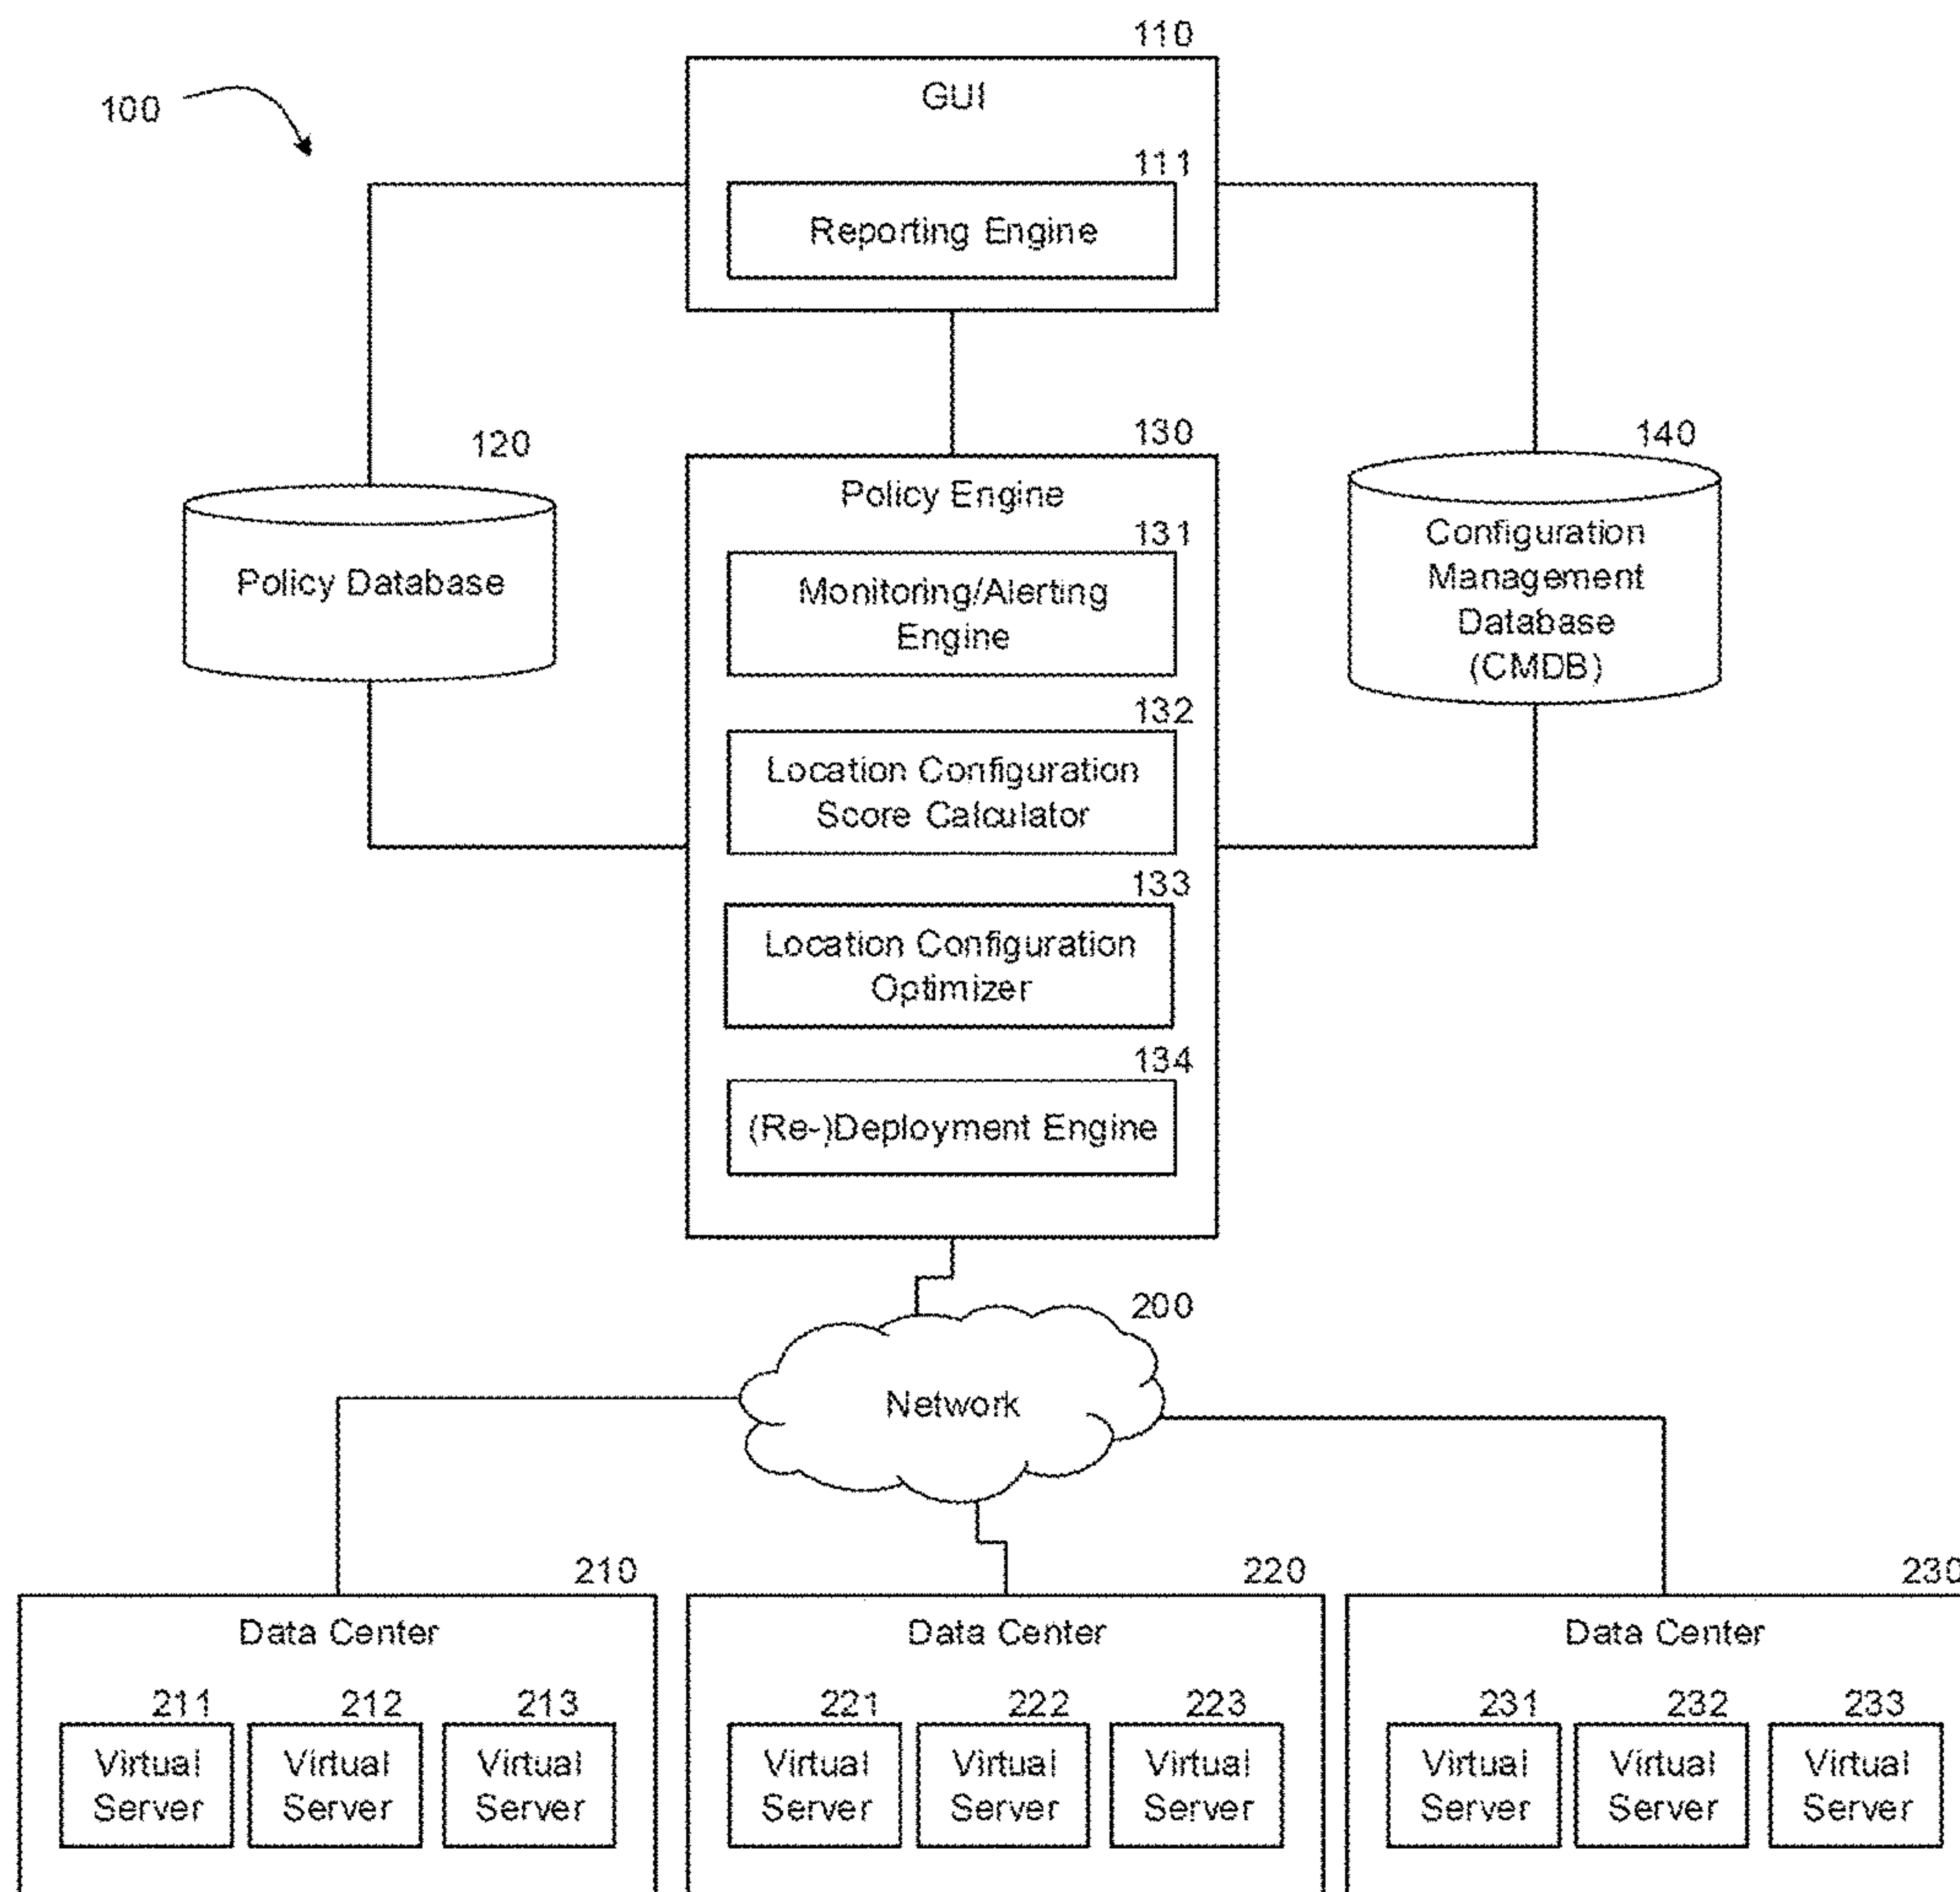 110
GUI
100
111
Reporting Engine
120
130
140
Policy Database
Policy Engine
131
Monitoring/Alerting
Engine
132
Location Configuration
Score Calculator
133
Location Configuration
Optimizer
134
(Re-)Deployment Engine
Configuration
Management
Database
(CMDB)
200
Network
210
Data Center
211
Virtual
Server
212
Virtual
Server
213
Virtual
Server
220
Data Center
221
Virtual
Server
222
Virtual
Server
223
Virtual
Server
230
Data Center
231
Virtual
Server
232
Virtual
Server
233
Virtual
Server